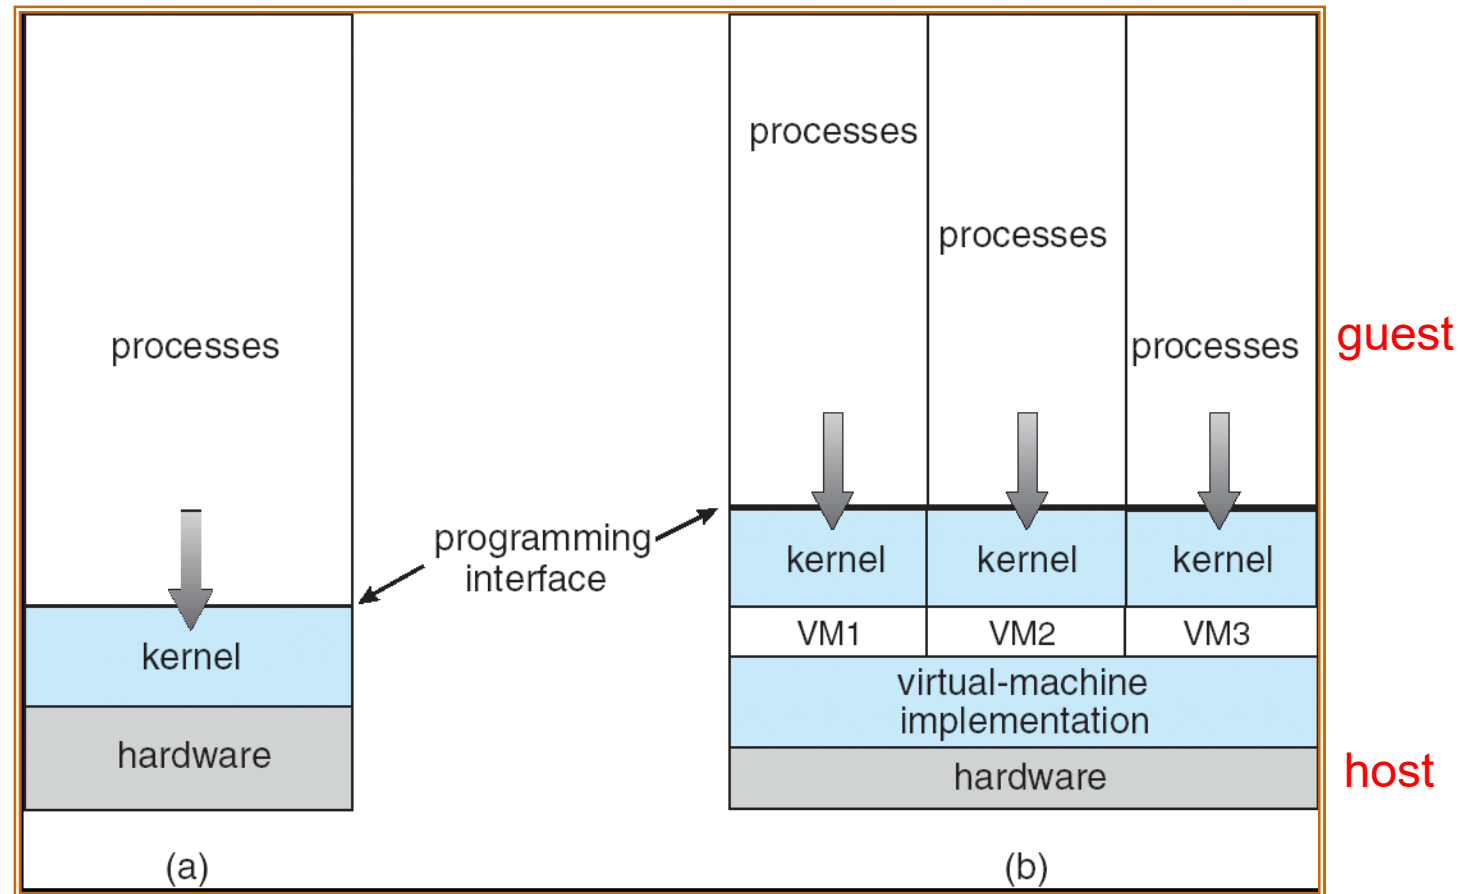 processes
kernel
hardware
(a)
programming
interface
processes
processes
processes
kernel
kernel
kernel
VM1
VM2
VM3
virtual-machine
implementation
hardware
(b)
guest
host